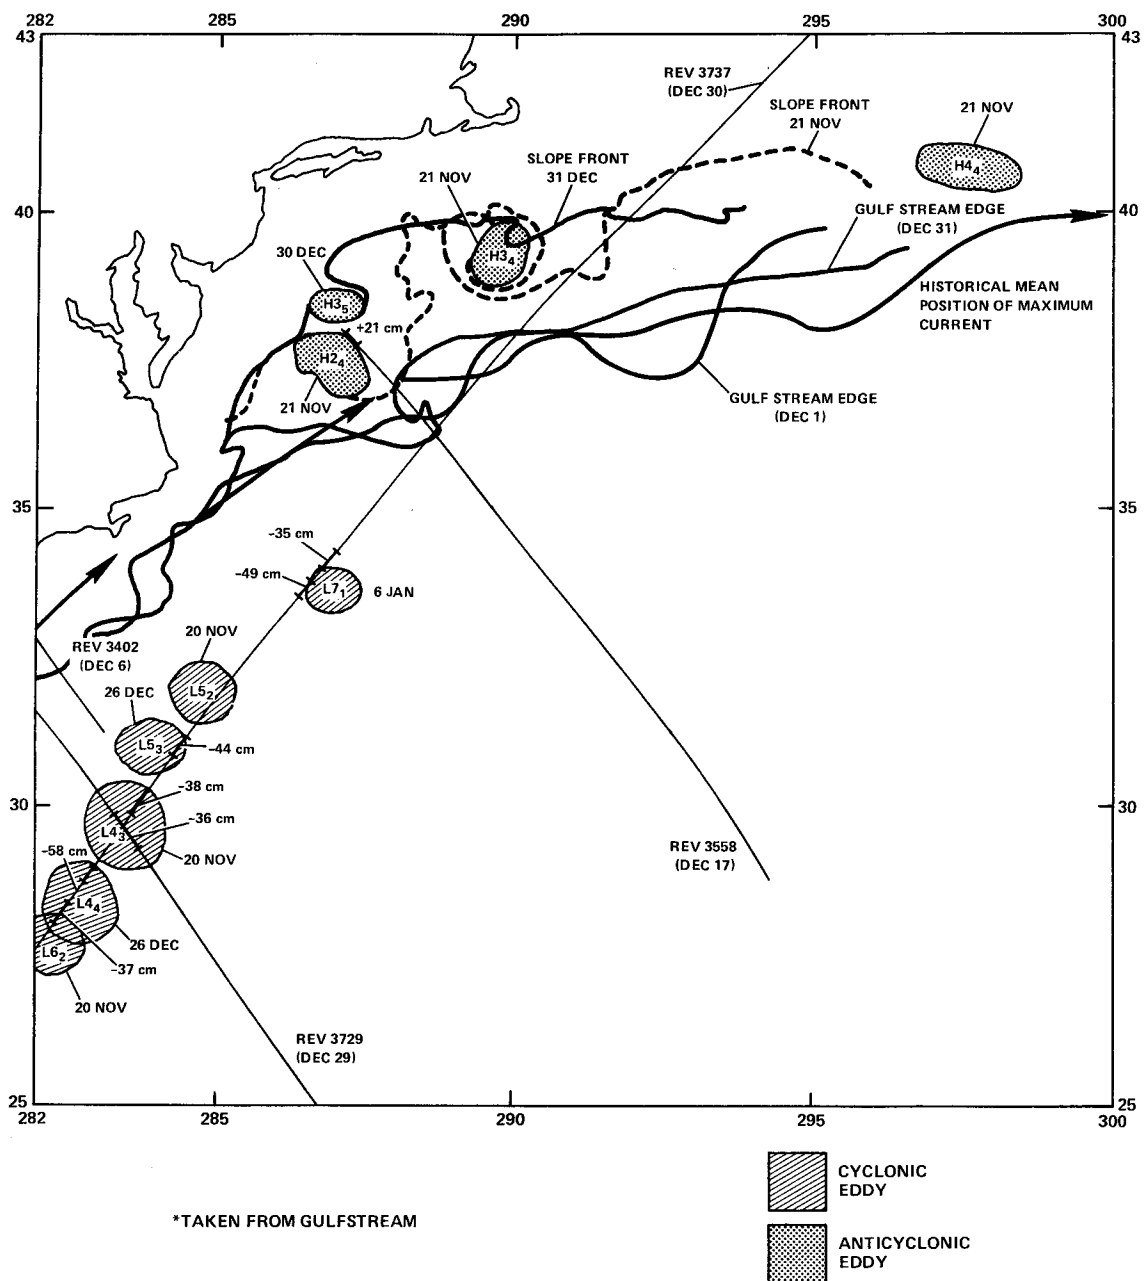 282
285
290
295
300
43
43
REV 3737
(DEC 30)
SLOPE FRONT
21 NOV
21 NOV
H4₄
SLOPE FRONT
31 DEC
21 NOV
40
40
GULF STREAM EDGE
(DEC 31)
H3₄
30 DEC
H3₅
HISTORICAL MEAN
POSITION OF MAXIMUM
CURRENT
+21 cm
H2₄
21 NOV
GULF STREAM EDGE
(DEC 1)
35
35
-35 cm
-49 cm
L7₁
6 JAN
REV 3402
(DEC 6)
20 NOV
L5₂
26 DEC
L5₃
-44 cm
-38 cm
30
30
-36 cm
L4₃
-58 cm
20 NOV
REV 3558
(DEC 17)
L4₄
26 DEC
L6₂
-37 cm
20 NOV
REV 3729
(DEC 29)
25
25
282
285
290
295
300
CYCLONIC
EDDY
*TAKEN FROM GULFSTREAM
ANTICYCLONIC
EDDY